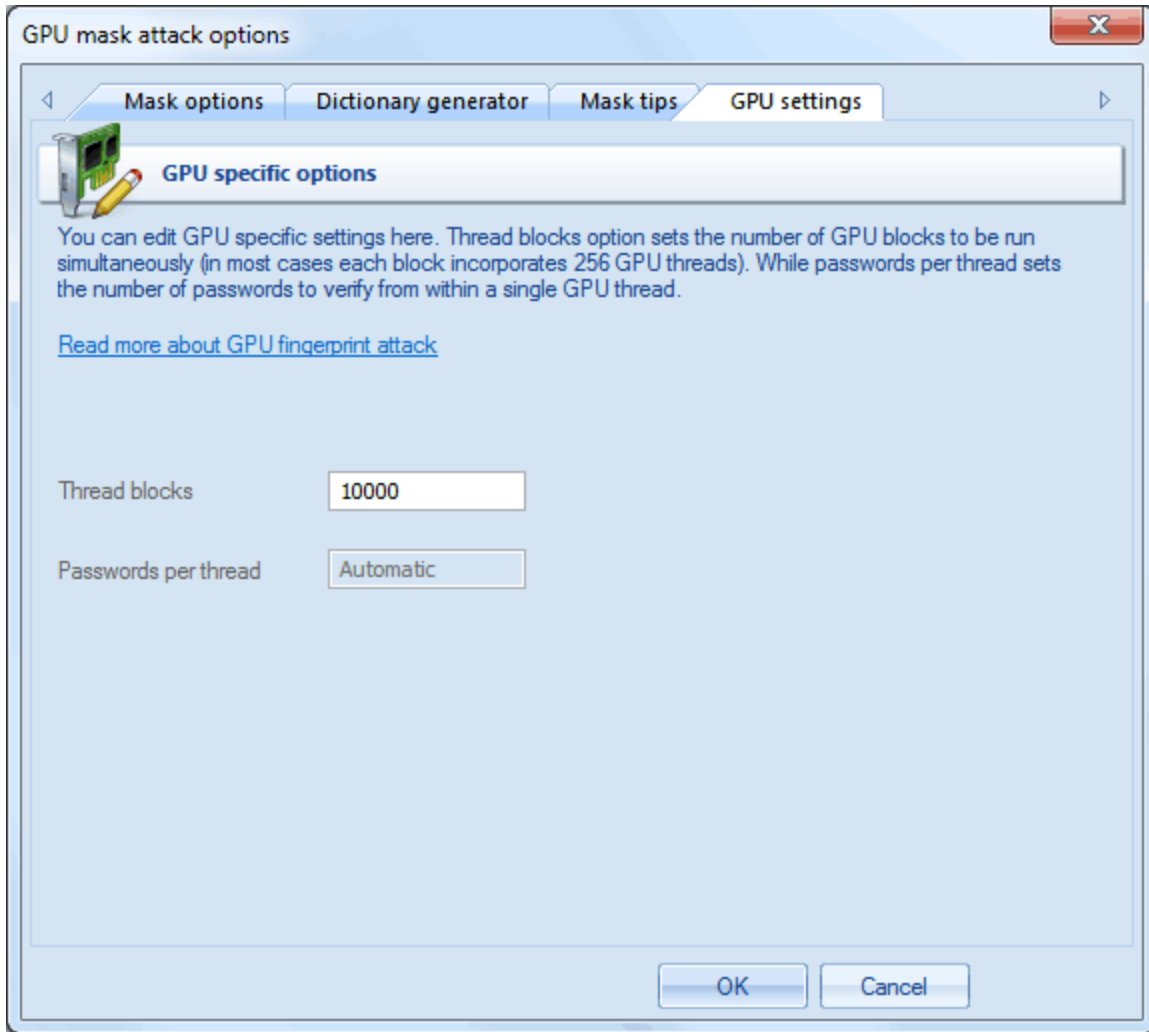 GPU mask attack options
Mask options Dictionary generator Mask tips GPU settings
GPU specific options
You can edit GPU specific settings here. Thread blocks option sets the number of GPU blocks to be run
simultaneously (in most cases each block incorporates 256 GPU threads). While passwords per thread sets
the number of passwords to verify from within a single GPU thread.
Read more about GPU fingerprint attack
Thread blocks 10000
Passwords per thread Automatic
OK Cancel